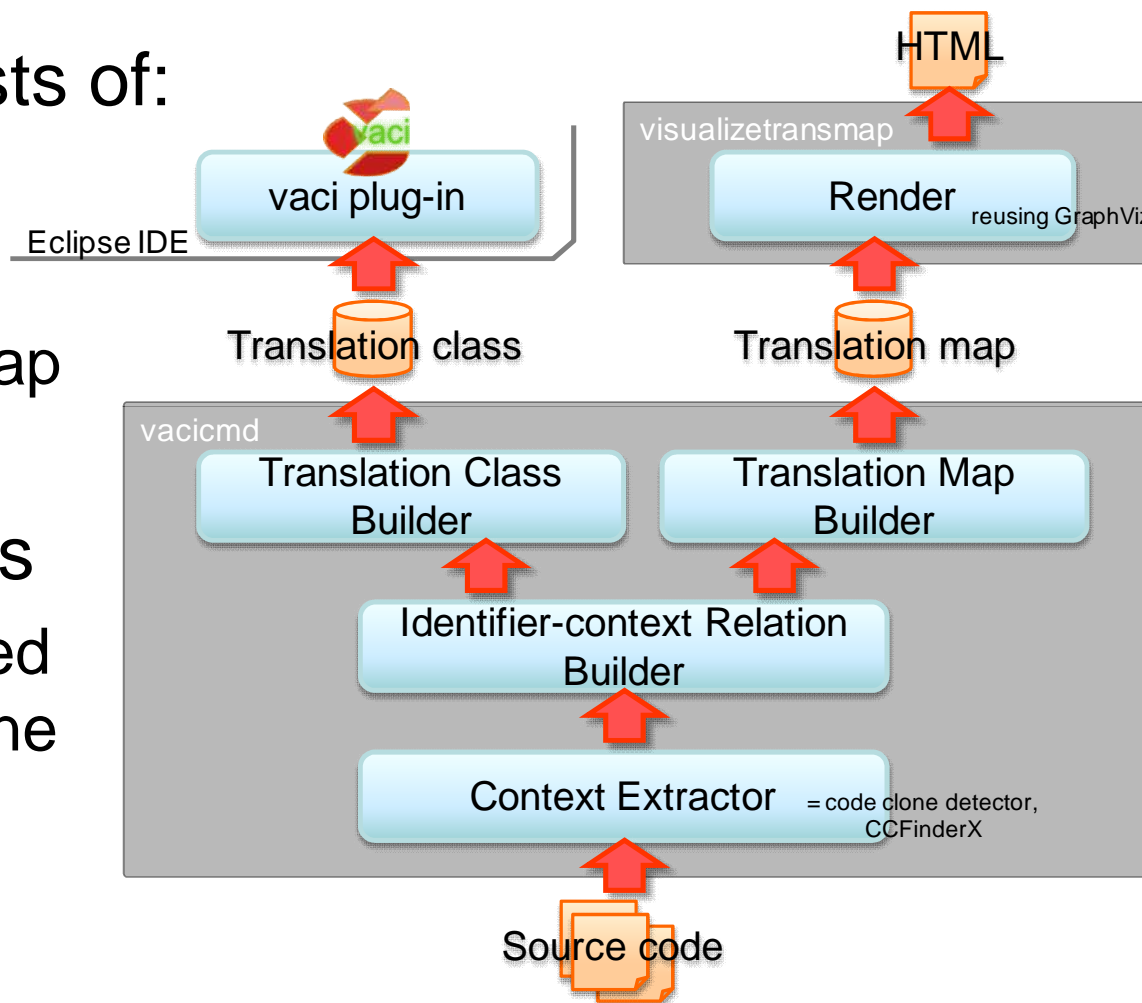 sts of:
ap
s
ed
ne
HTML
visualizetransmap
Render
reusing GraphViz
vaci
vaci plug-in
Eclipse IDE
Translation class
Translation map
vacicmd
Translation Class
Builder
Translation Map
Builder
Identifier-context Relation
Builder
Context Extractor
= code clone detector,
CCFinderX
Source code